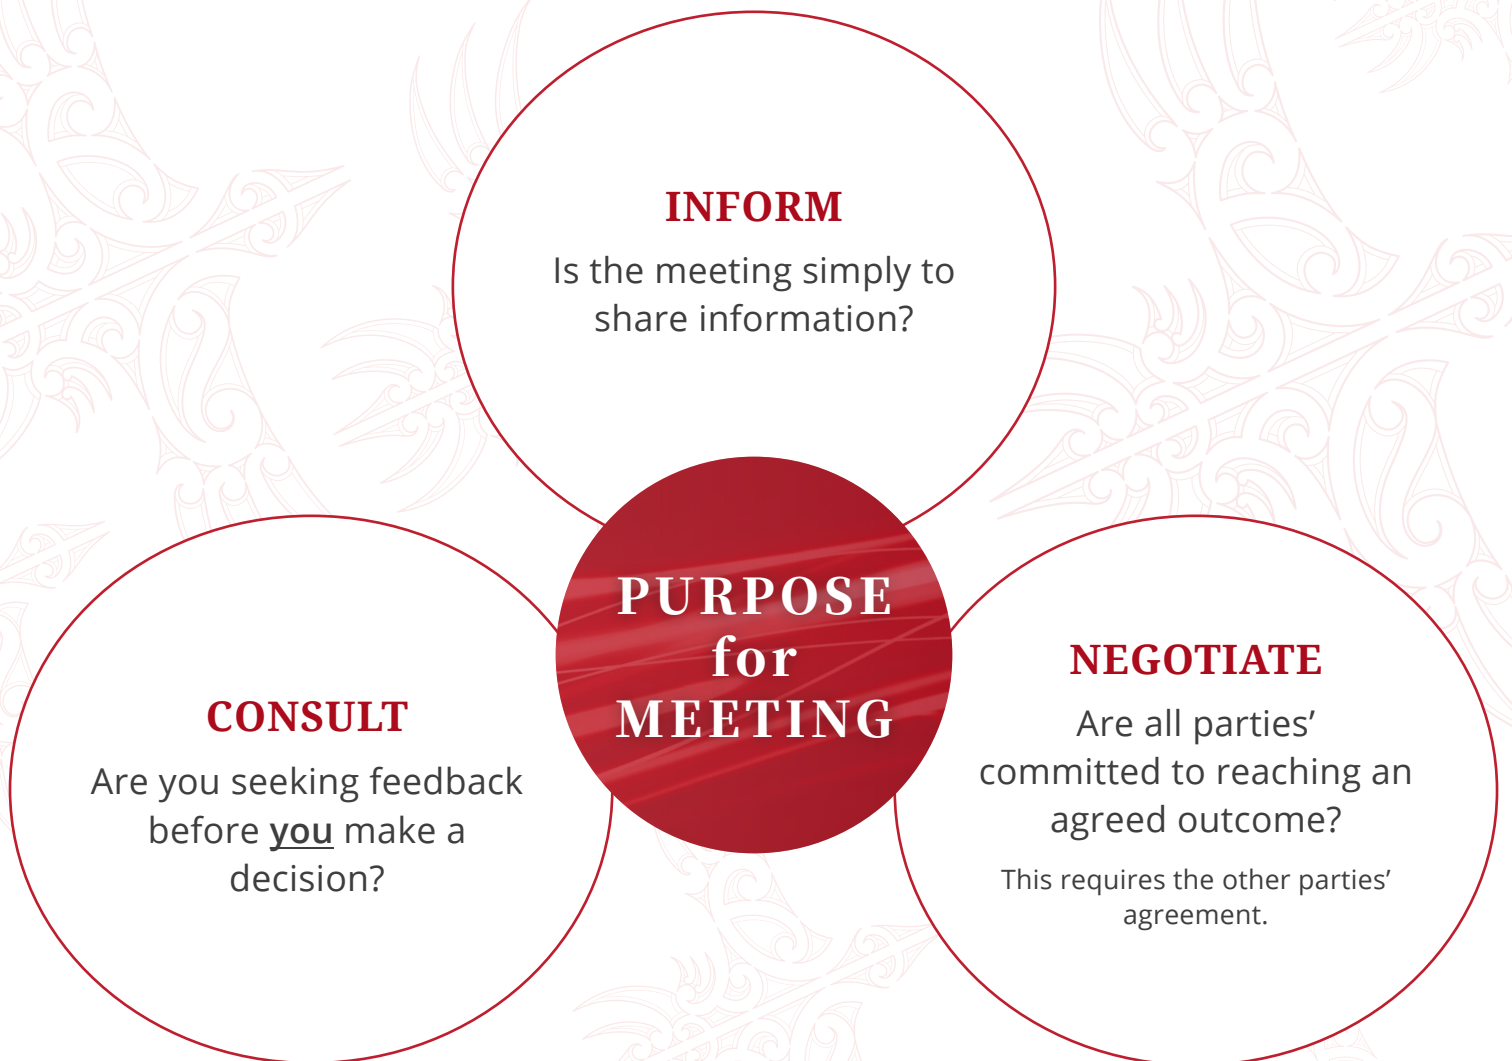 INFORM
Is the meeting simply to
share information?
PURPOSE
for
MEETING
CONSULT
Are you seeking feedback
before you make a
decision?
NEGOTIATE
Are all parties’
committed to reaching an
agreed outcome?
This requires the other parties’
agreement.